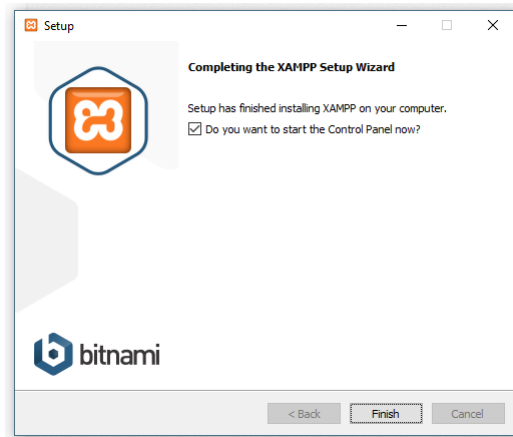 Setup
Completing the XAMPP Setup Wizard
Setup has finished installing XAMPP on your computer.
Do you want to start the Control Panel now?
bitnami
< Back
Finish
Cancel